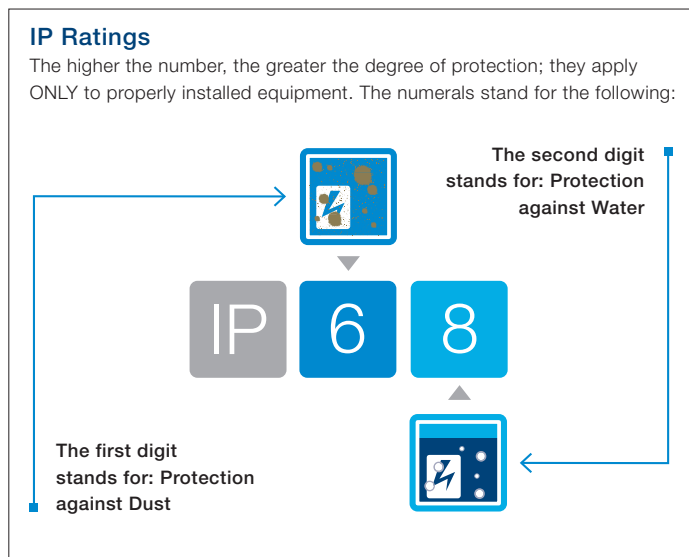 IP Ratings
The higher the number, the greater the degree of protection; they apply
ONLY to properly installed equipment. The numerals stand for the following:
The second digit
stands for: Protection
against Water
IP 6 8
The first digit
stands for: Protection
against Dust